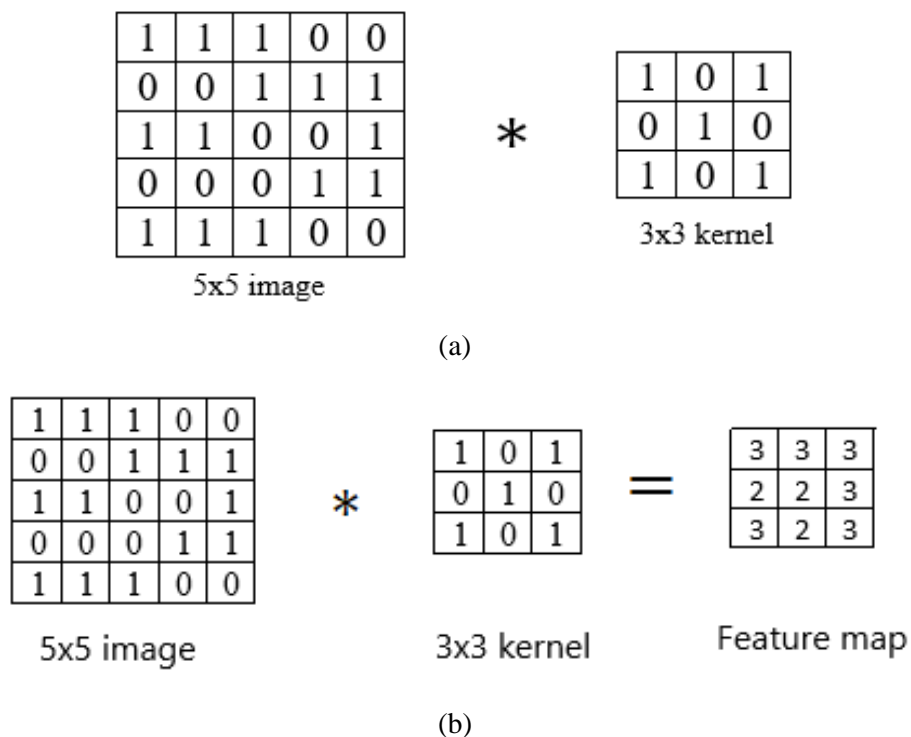 1 1 1 0 0
0 0 1 1 1
1 1 0 0 1
0 0 0 1 1
1 1 1 0 0
5x5 image
*
1 0 1
0 1 0
1 0 1
3x3 kernel
(a)
1 1 1 0 0
0 0 1 1 1
1 1 0 0 1
0 0 0 1 1
1 1 1 0 0
5x5 image
*
1 0 1
0 1 0
1 0 1
3x3 kernel
=
3 3 3
2 2 3
3 2 3
Feature map
(b)